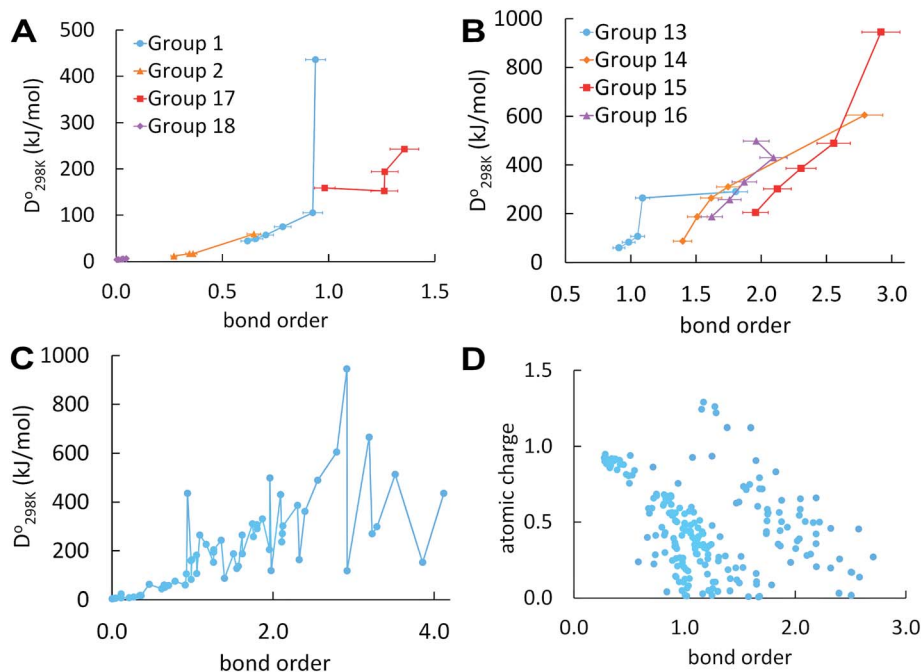 A
Group 1
Group 2
Group 17
Group 18
D°298K (kJ/mol)
500
400
300
200
100
0
0.0 0.5 1.0 1.5
bond order
B
Group 13
Group 14
Group 15
Group 16
D°298K (kJ/mol)
1000
800
600
400
200
0
0.5 1.0 1.5 2.0 2.5 3.0
bond order
C
D°298K (kJ/mol)
1000
800
600
400
200
0
0.0 2.0 4.0
bond order
D
atomic charge
1.5
1.0
0.5
0.0
0.0 1.0 2.0 3.0
bond order